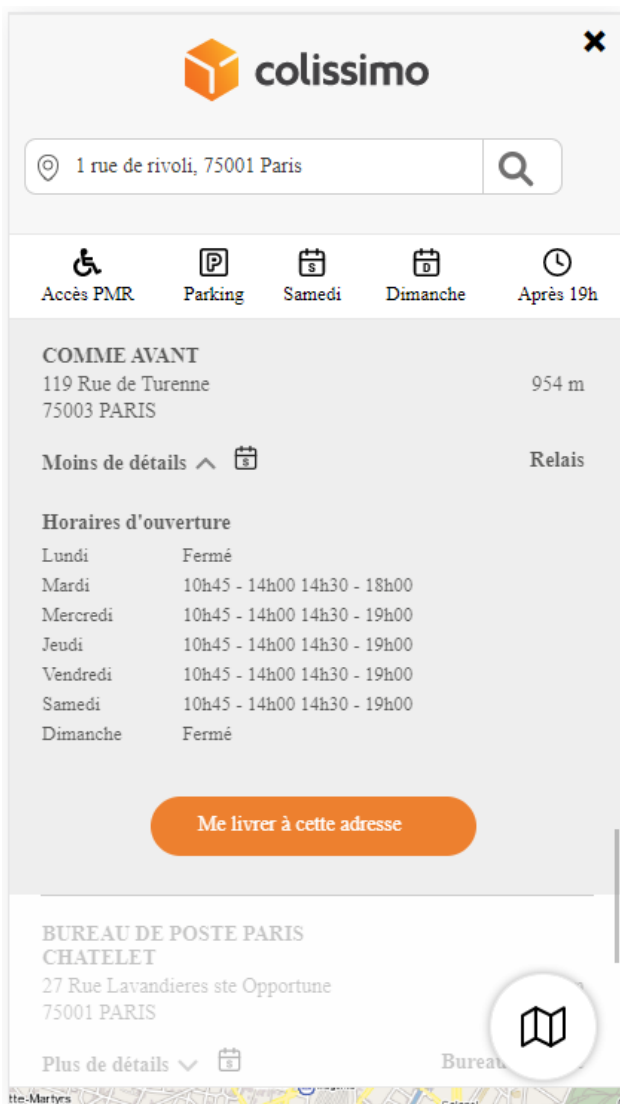 colissimo
1 rue de rivoli, 75001 Paris
Accès PMR Parking Samedi Dimanche Après 19h
COMME AVANT
119 Rue de Turenne 954 m
75003 PARIS
Moins de détails S Relais
Horaires d'ouverture
Lundi Fermé
Mardi 10h45 - 14h00 14h30 - 18h00
Mercredi 10h45 - 14h00 14h30 - 19h00
Jeudi 10h45 - 14h00 14h30 - 19h00
Vendredi 10h45 - 14h00 14h30 - 19h00
Samedi 10h45 - 14h00 14h30 - 19h00
Dimanche Fermé
Me livrer à cette adresse
BUREAU DE POSTE PARIS
CHATELET
27 Rue Lavandieres ste Opportune
75001 PARIS
Plus de détails S
tte-Martyrs